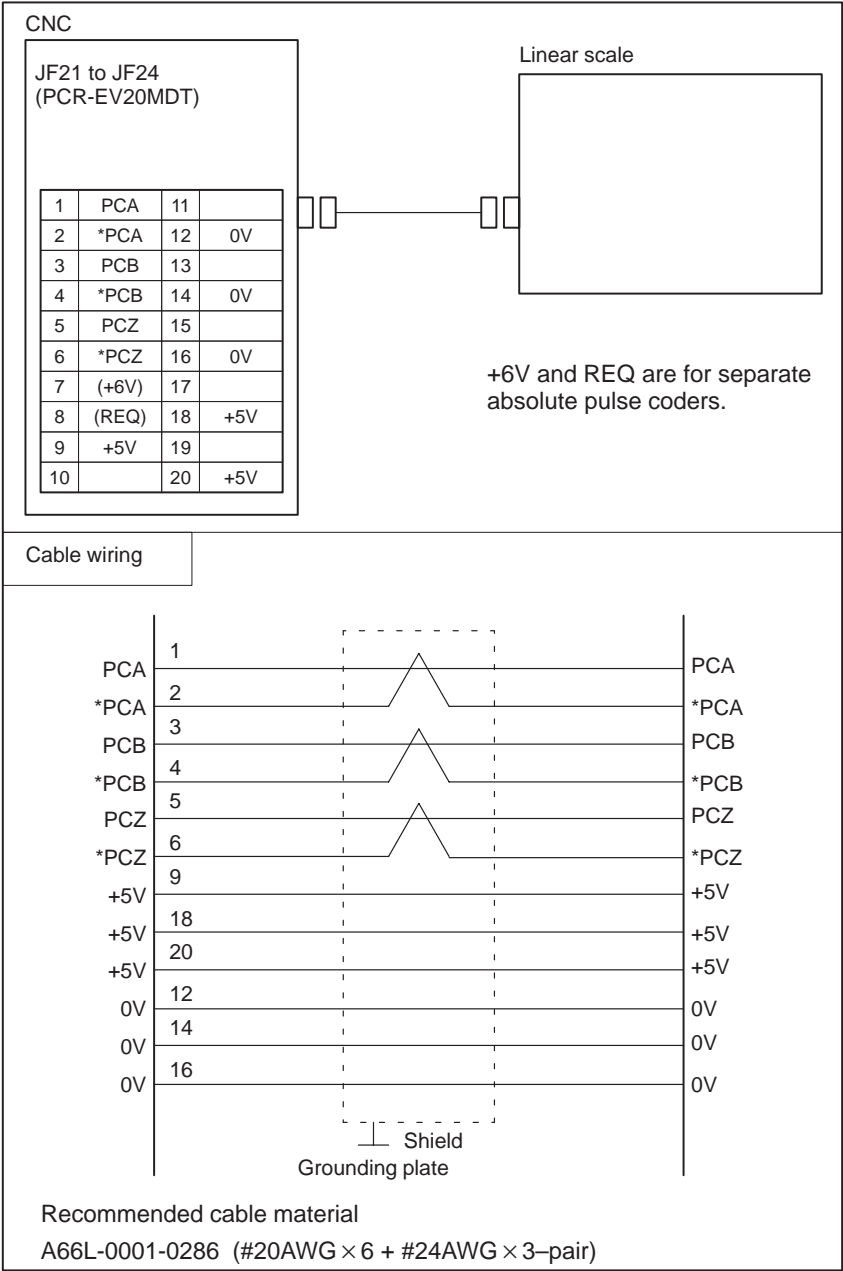 CNC
JF21 to JF24
(PCR-EV20MDT)
1 PCA 11
2 *PCA 12 0V
3 PCB 13
4 *PCB 14 0V
5 PCZ 15
6 *PCZ 16 0V
7 (+6V) 17
8 (REQ) 18 +5V
9 +5V 19
10 20 +5V
Linear scale
+6V and REQ are for separate
absolute pulse coders.
Cable wiring
PCA 1 PCA
*PCA 2 *PCA
PCB 3 PCB
*PCB 4 *PCB
PCZ 5 PCZ
*PCZ 6 *PCZ
+5V 9 +5V
+5V 18 +5V
+5V 20 +5V
0V 12 0V
0V 14 0V
0V 16 0V
Shield
Grounding plate
Recommended cable material
A66L-0001-0286 (#20AWG×6 + #24AWG×3–pair)